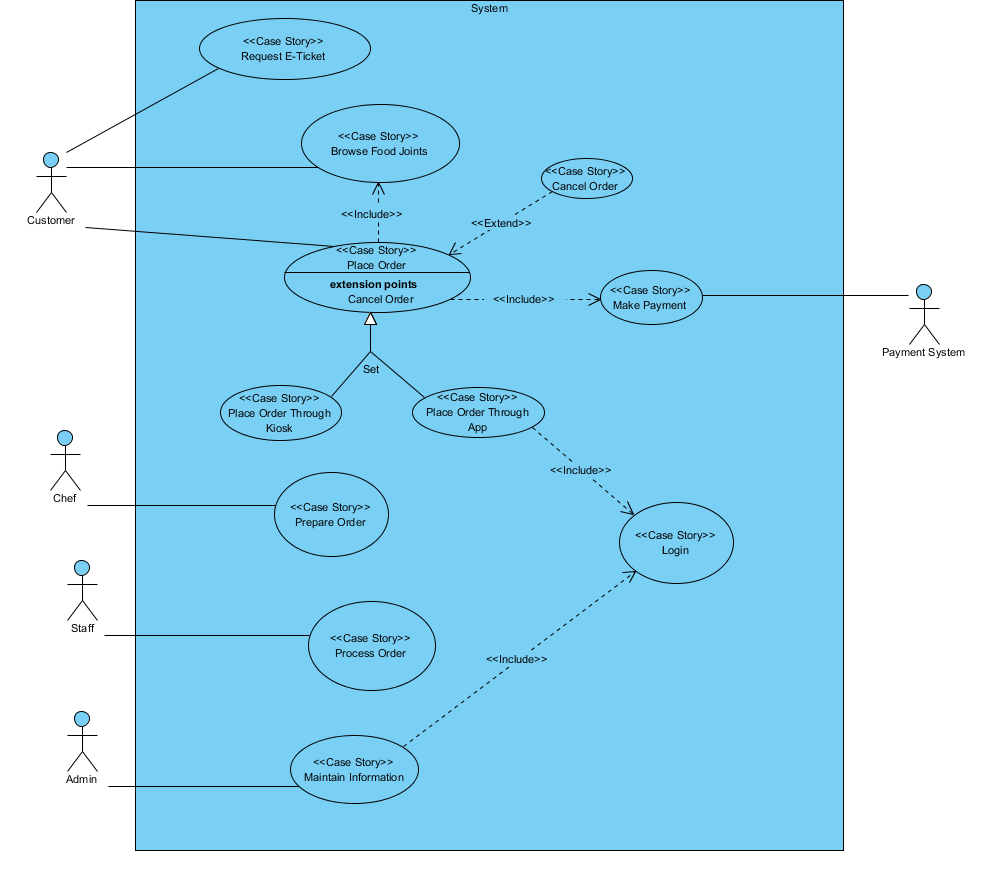 System
<<Case Story>>
Request E-Ticket
<<Case Story>>
Browse Food Joints
<<Case Story>>
Cancel Order
Customer
<<Include>>
<<Extend>>
<<Case Story>>
Place Order
extension points
Cancel Order
<<Include>>
<<Case Story>>
Make Payment
Payment System
Set
<<Case Story>>
Place Order Through
Kiosk
<<Case Story>>
Place Order Through
App
<<Include>>
Chef
<<Case Story>>
Prepare Order
<<Case Story>>
Login
Staff
<<Case Story>>
Process Order
<<Include>>
Admin
<<Case Story>>
Maintain Information